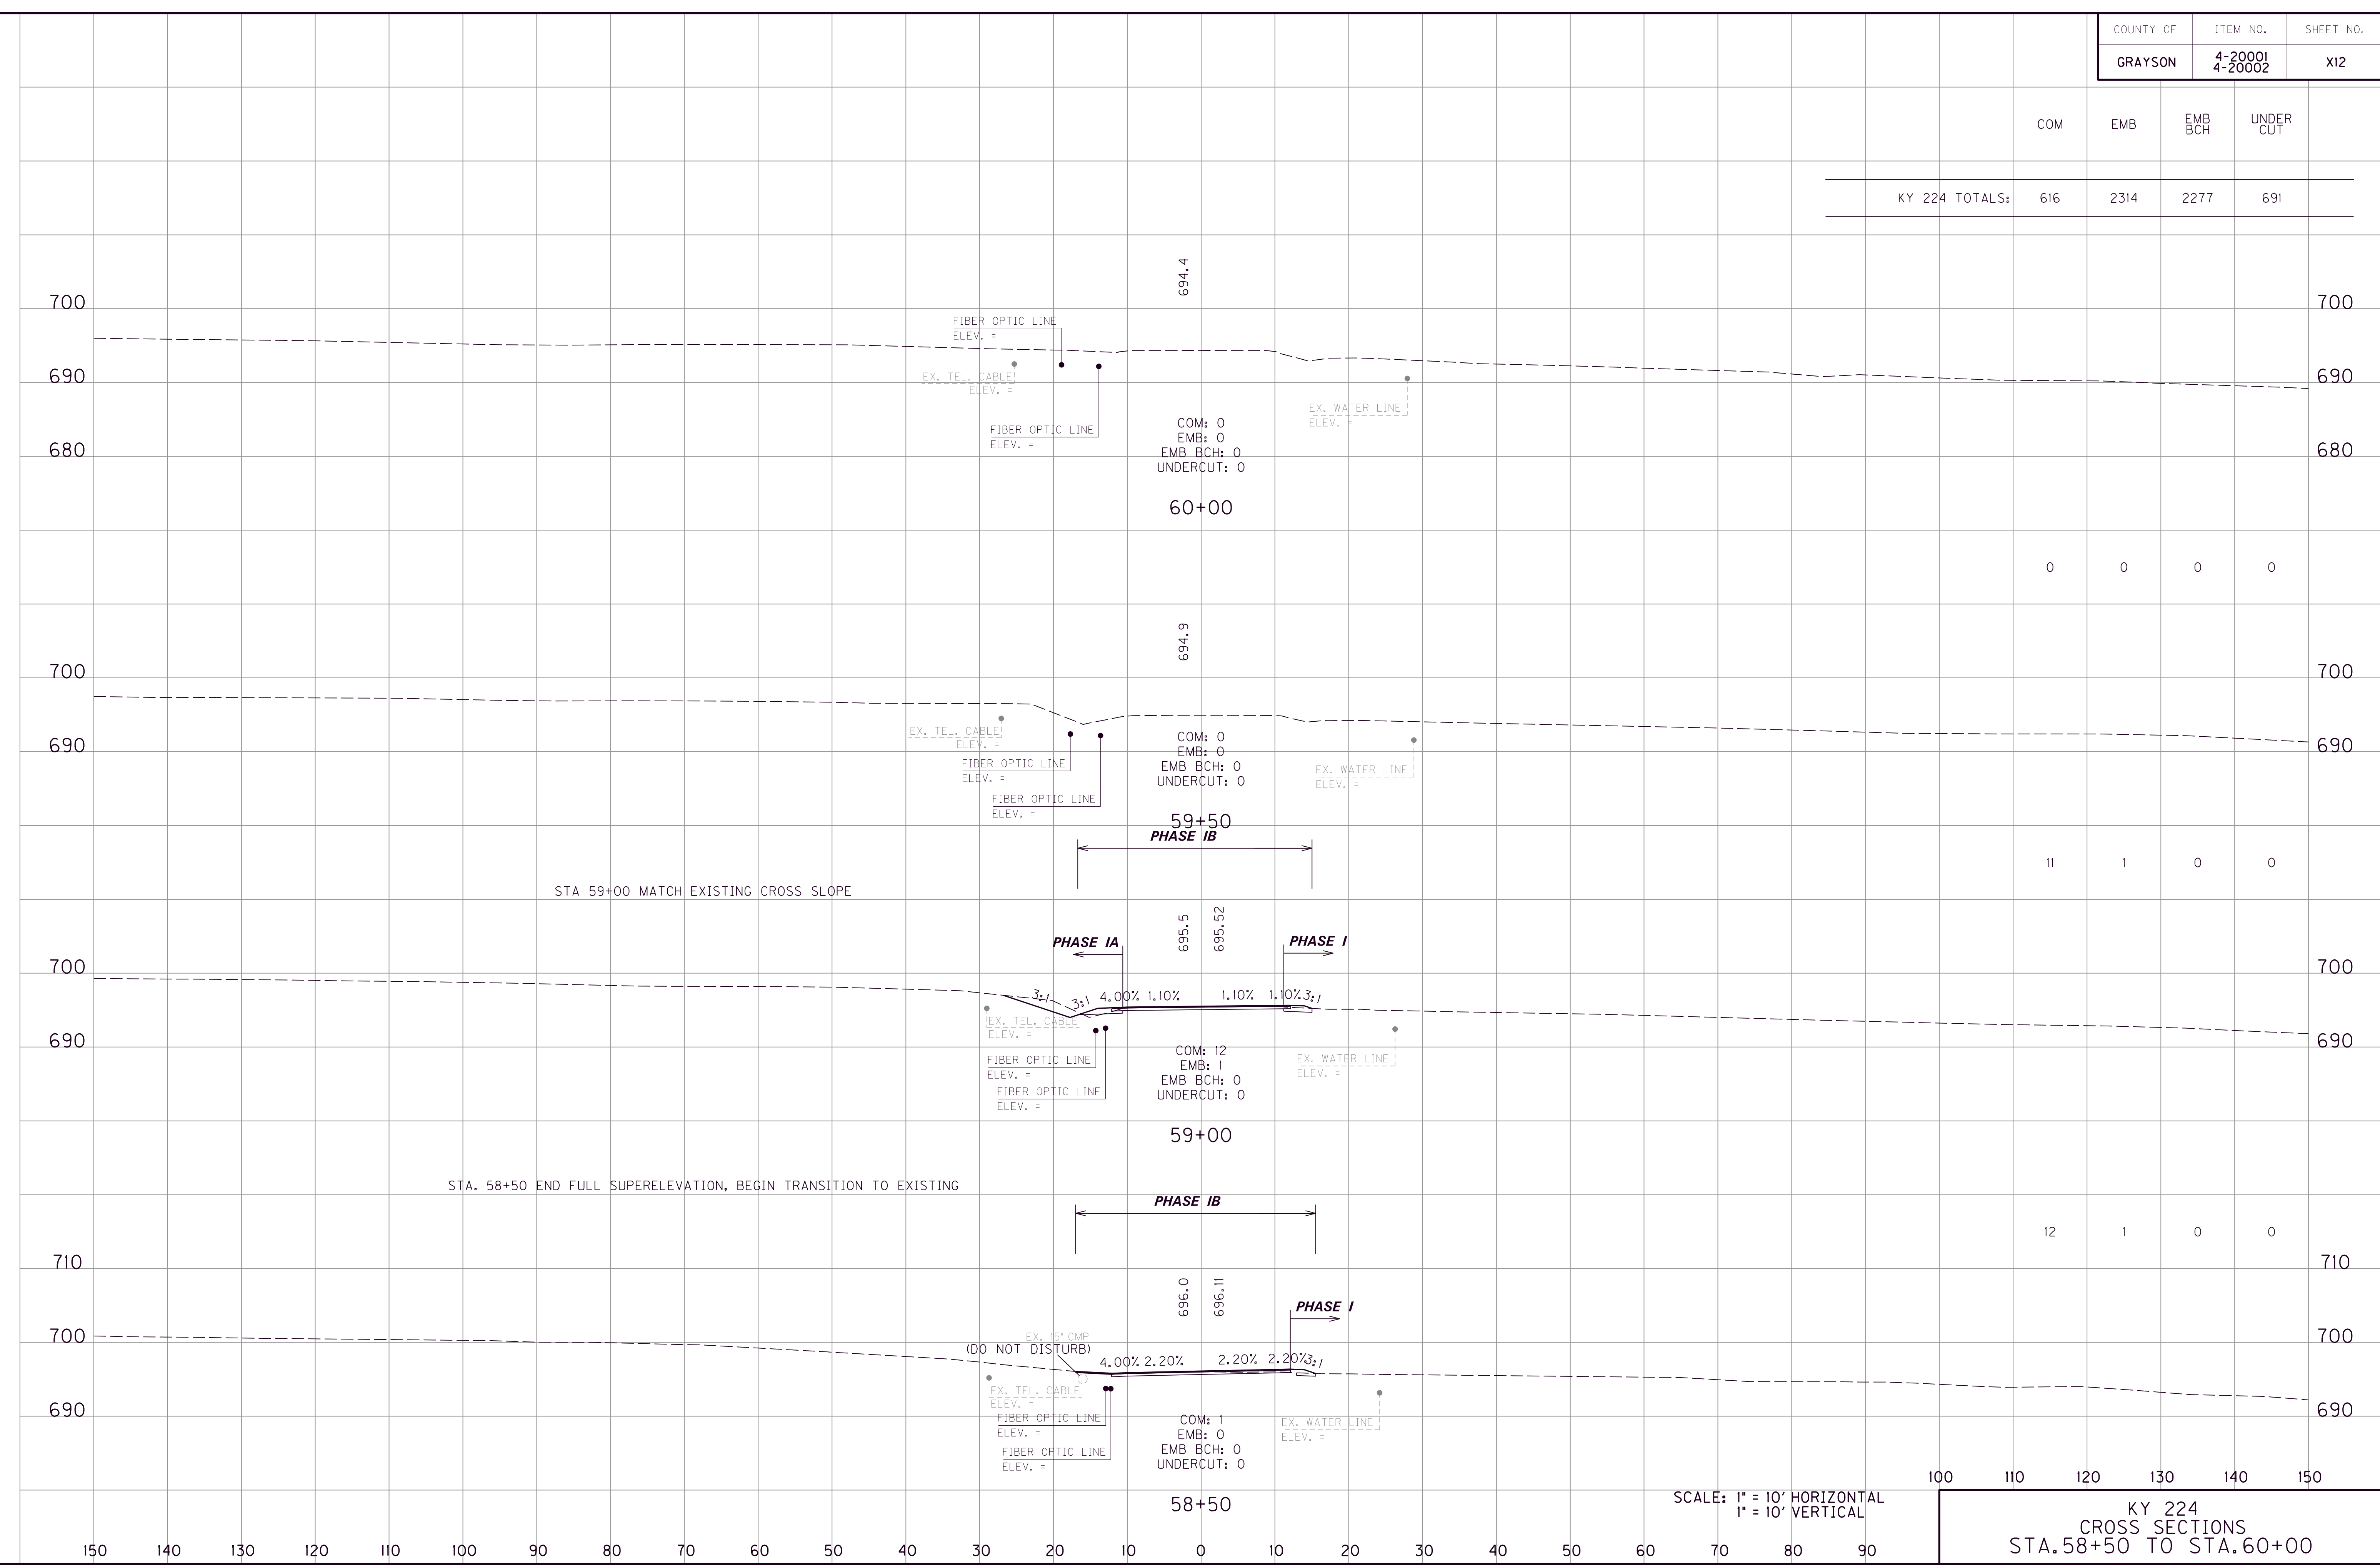 COUNTY OF
ITEM NO.
SHEET NO.
GRAYSON
4-20001
4-20002
X12
COM
EMB
EMB
BCH
UNDER
CUT
KY 224 TOTALS: 616 2314 2277 691
694.4
700
700
FIBER OPTIC LINE
ELEV. =
690
EX. TEL. CABLE
ELEV. =
690
EX. WATER LINE
ELEV. =
FIBER OPTIC LINE
ELEV. =
COM: 0
EMB: 0
EMB BCH: 0
UNDERCUT: 0
680
680
60+00
0 0 0 0
694.9
700
700
EX. TEL. CABLE
ELEV. =
690
690
FIBER OPTIC LINE
ELEV. =
FIBER OPTIC LINE
ELEV. =
COM: 0
EMB: 0
EMB BCH: 0
UNDERCUT: 0
EX. WATER LINE
ELEV. =
59+50
PHASE IB
11 1 0 0
STA 59+00 MATCH EXISTING CROSS SLOPE
695.5
695.52
PHASE IA
PHASE I
700
700
3:1 3:1 4.00% 1.10% 1.10% 1.10% 3:1
EX. TEL. CABLE
ELEV. =
690
690
FIBER OPTIC LINE
ELEV. =
FIBER OPTIC LINE
ELEV. =
COM: 12
EMB: 1
EMB BCH: 0
UNDERCUT: 0
EX. WATER LINE
ELEV. =
59+00
STA. 58+50 END FULL SUPERELEVATION, BEGIN TRANSITION TO EXISTING
PHASE IB
12 1 0 0
710
710
696.0
696.11
PHASE I
700
700
EX. 15" CMP
(DO NOT DISTURB)
4.00% 2.20% 2.20% 2.20% 3:1
EX. TEL. CABLE
ELEV. =
690
690
FIBER OPTIC LINE
ELEV. =
FIBER OPTIC LINE
ELEV. =
COM: 1
EMB: 0
EMB BCH: 0
UNDERCUT: 0
EX. WATER LINE
ELEV. =
58+50
100 110 120 130 140 150
SCALE: 1" = 10' HORIZONTAL
1" = 10' VERTICAL
KY 224
CROSS SECTIONS
STA.58+50 TO STA.60+00
150 140 130 120 110 100 90 80 70 60 50 40 30 20 10 0 10 20 30 40 50 60 70 80 90